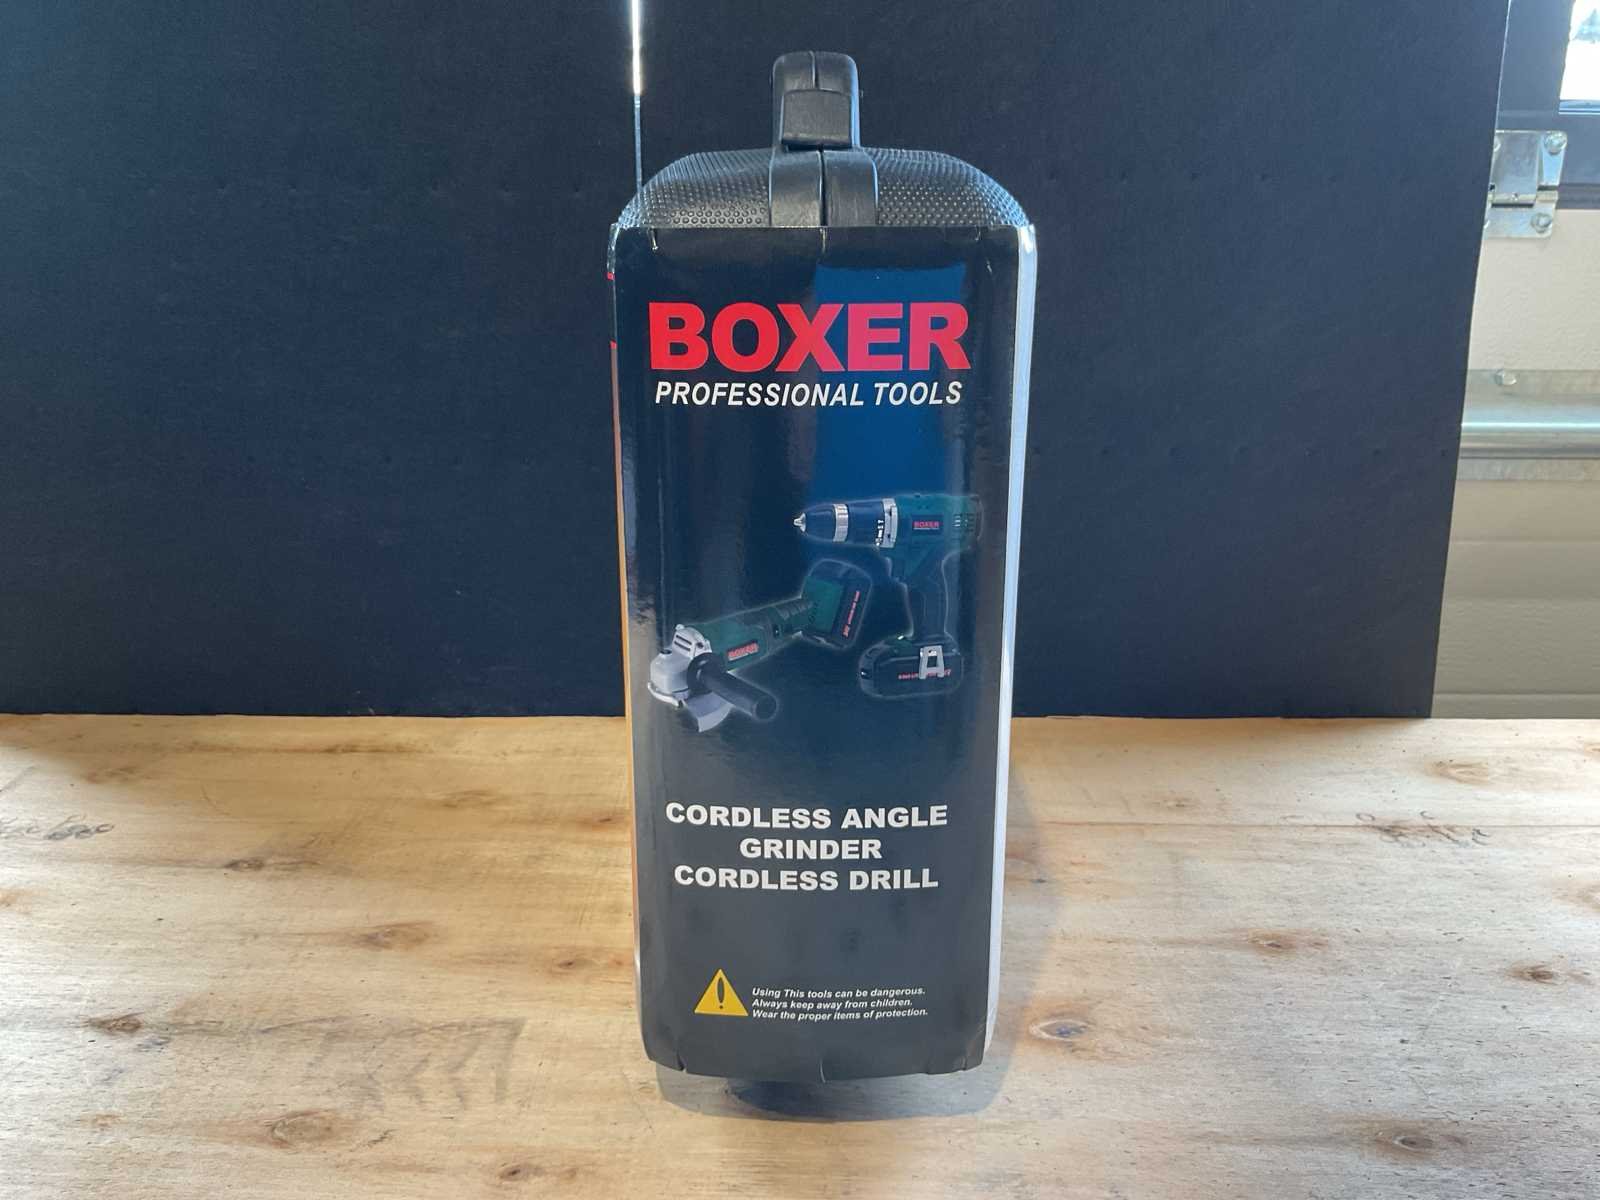 BOXER
PROFESSIONAL TOOLS
BOXER
BOXER
CORDLESS ANGLE
GRINDER
CORDLESS DRILL
Using This tools can be dangerous.
Always keep away from children.
Wear the proper items of protection.